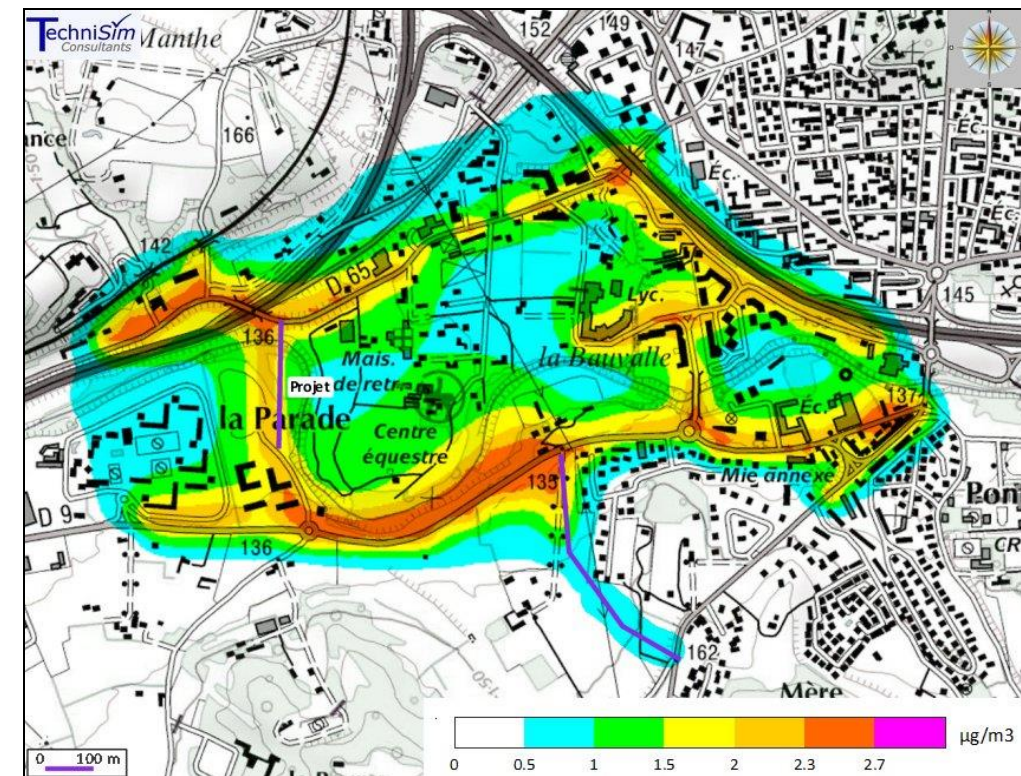 TechniSim
Consultants
Manthe
152
149
147
166
Éc.
Éc.
Éc.
142
D 65
Lyc.
145
136
Mais.
de retr.
la Bauvalle
Projet
la Parade
Centre
équestre
Éc.
137
135
Mie annexe
D 9
136
Pon
CR
162
Mère
150
0 100 m
µg/m3
0 0.5 1 1.5 2 2.3 2.7